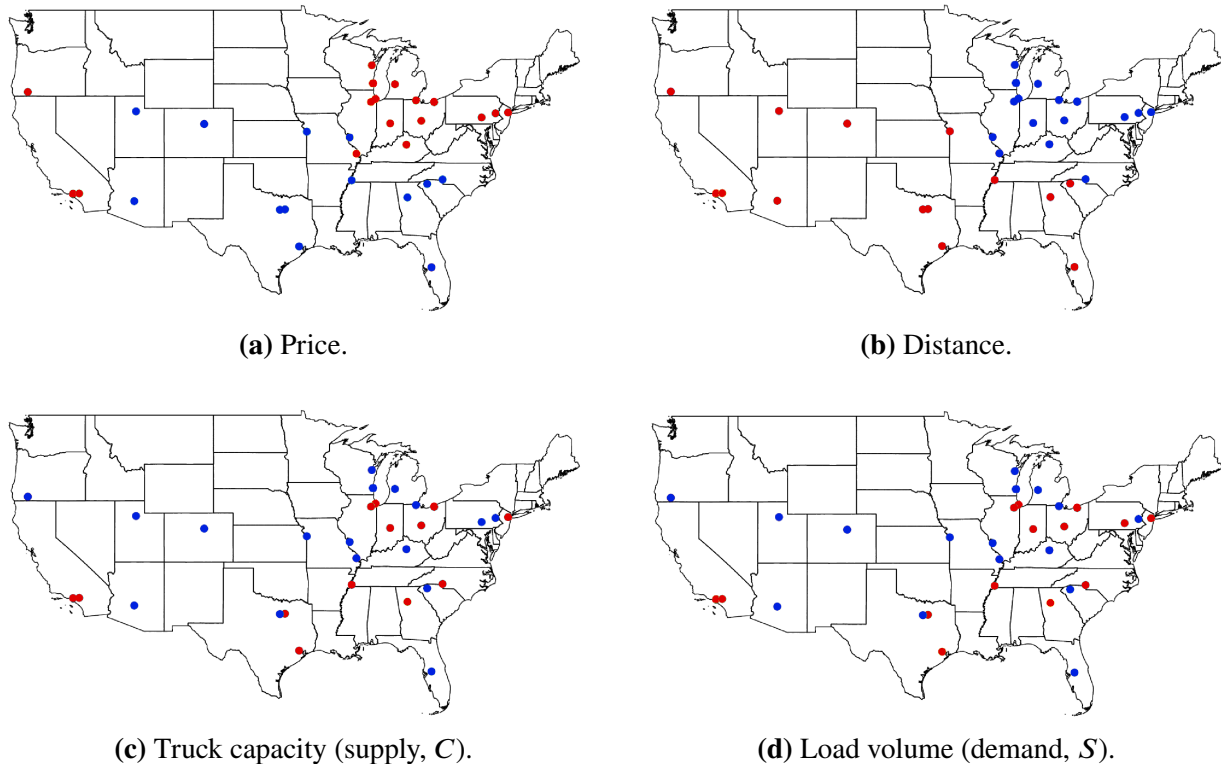 (a) Price.
(b) Distance.
(c) Truck capacity (supply, C).
(d) Load volume (demand, S).